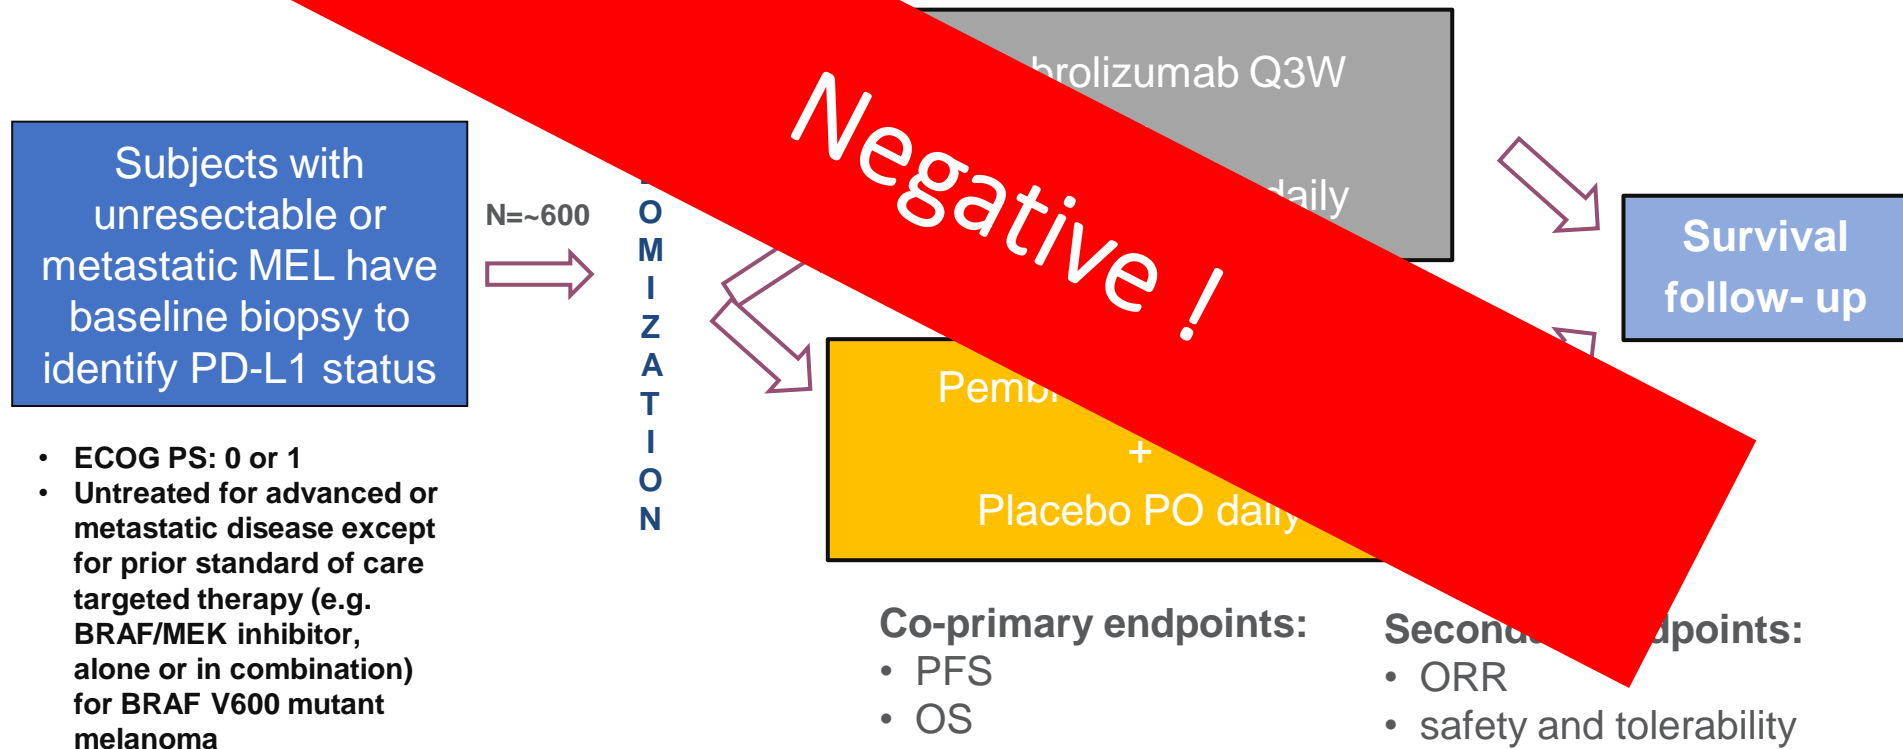 Subjects with
unresectable or
metastatic MEL have
baseline biopsy to
identify PD-L1 status
• ECOG PS: 0 or 1
• Untreated for advanced or
metastatic disease except
for prior standard of care
targeted therapy (e.g.
BRAF/MEK inhibitor,
alone or in combination)
for BRAF V600 mutant
melanoma
N=~600
O
M
I
Z
A
T
I
O
N
brolizumab Q3W
daily
Negative !
Pemb
+
Placebo PO daily
Survival
follow- up
Co-primary endpoints:
• PFS
• OS
Second dpoints:
• ORR
• safety and tolerability